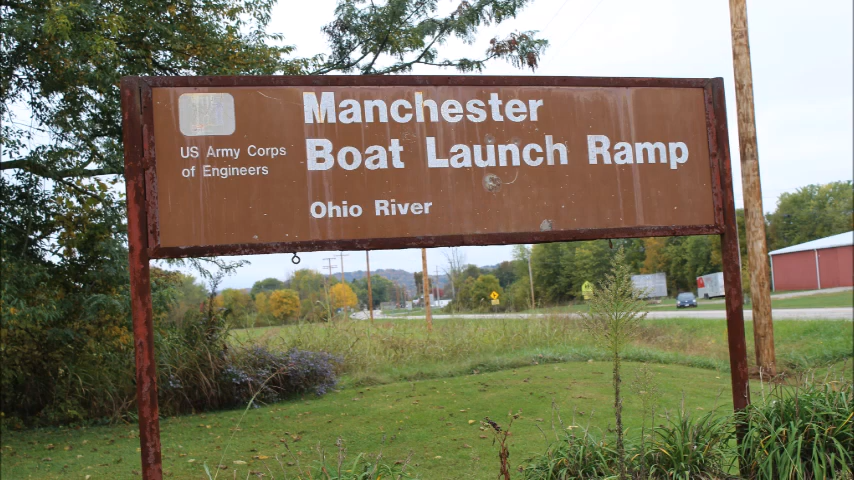 Manchester
Boat Launch Ramp
US Army Corps
of Engineers
Ohio River